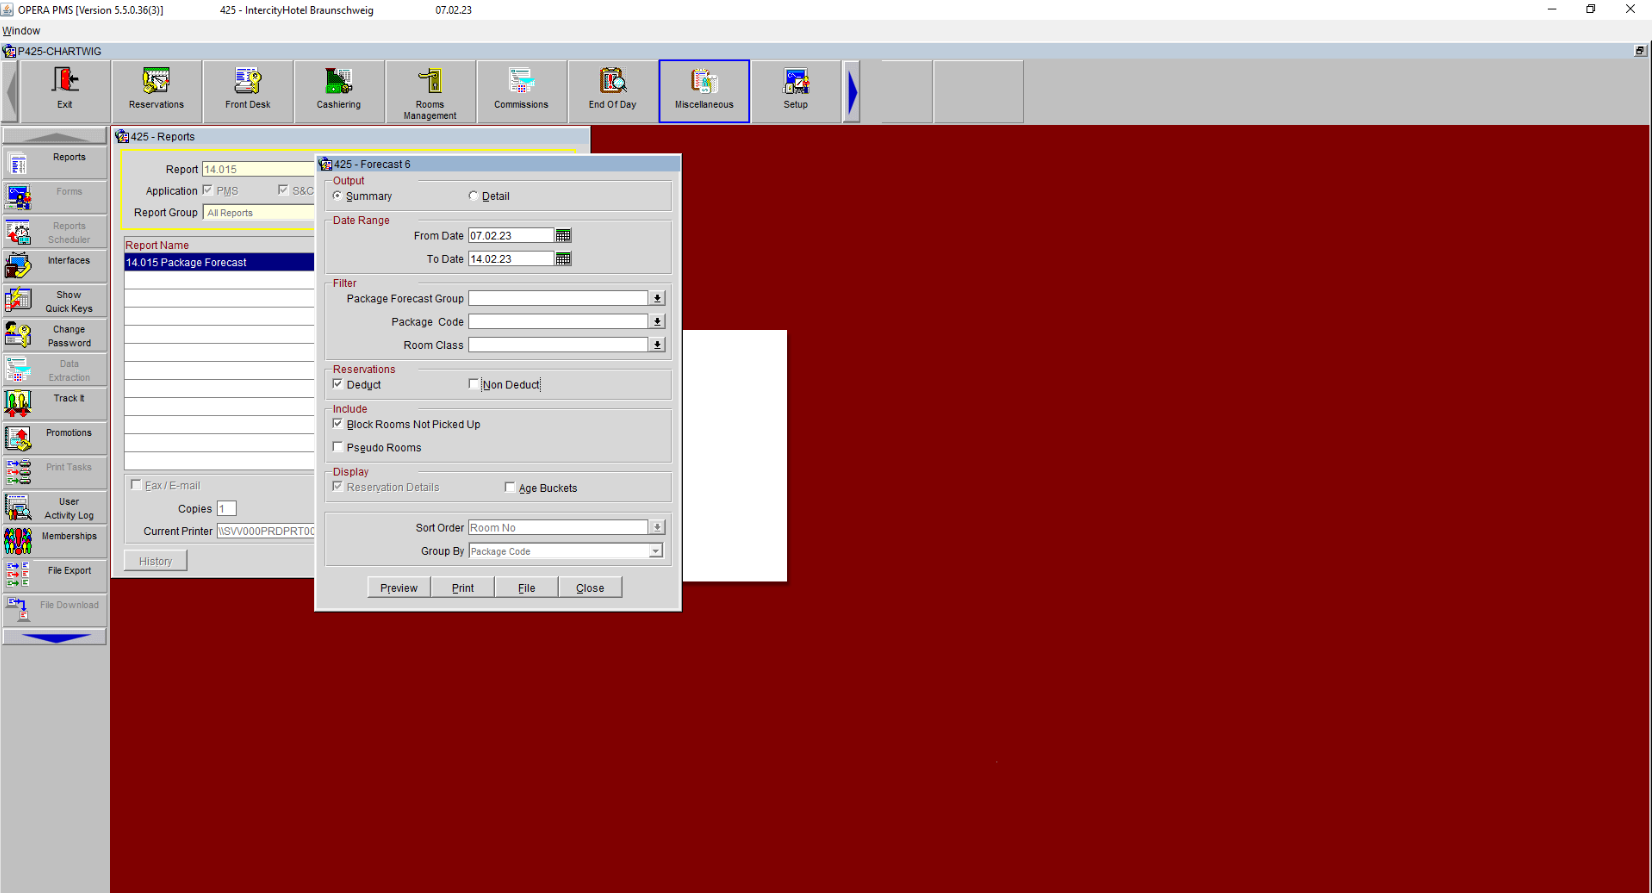 OPERA PMS [Version 5.5.0.36(3)] 425 - IntercityHotel Braunschweig 07.02.23
Window
P425-CHARTWIG
Exit
Reservations
Front Desk
Cashiering
Rooms
Management
Commissions
End Of Day
Miscellaneous
Setup
Reports
Forms
Reports
Scheduler
Interfaces
Show
Quick Keys
Change
Password
Data
Extraction
Track It
Promotions
Print Tasks
User
Activity Log
Memberships
File Export
File Download
425 - Reports
Report 14.015
Application PMS S&C
Report Group All Reports
Report Name
14.015 Package Forecast
Fax / E-mail
Copies 1
Current Printer \\SVV000PRDPRT00
History
425 - Forecast 6
Output
Summary Detail
Date Range
From Date 07.02.23
To Date 14.02.23
Filter
Package Forecast Group
Package Code
Room Class
Reservations
Deduct Non Deduct
Include
Block Rooms Not Picked Up
Pseudo Rooms
Display
Reservation Details Age Buckets
Sort Order Room No
Group By Package Code
Preview Print File Close